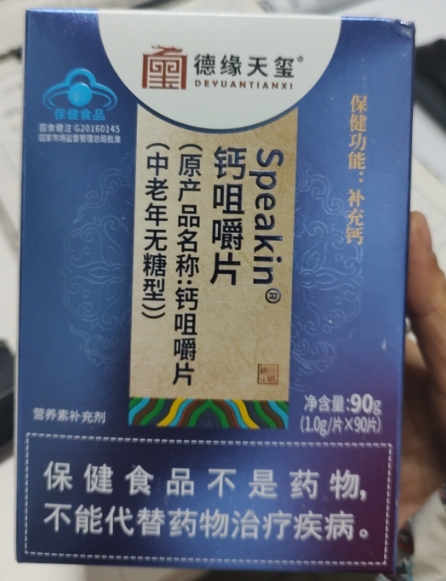 德缘天玺®
DEYUANTIANXI
保健食品
国食健注G20160145
国家市场监督管理总局批准
保健功能：补充钙
Speakin®
钙咀嚼片
(原产品名称:钙咀嚼片
(中老年无糖型))
净含量:90g
(1.0g/片×90片)
营养素补充剂
保健食品不是药物,
不能代替药物治疗疾病。